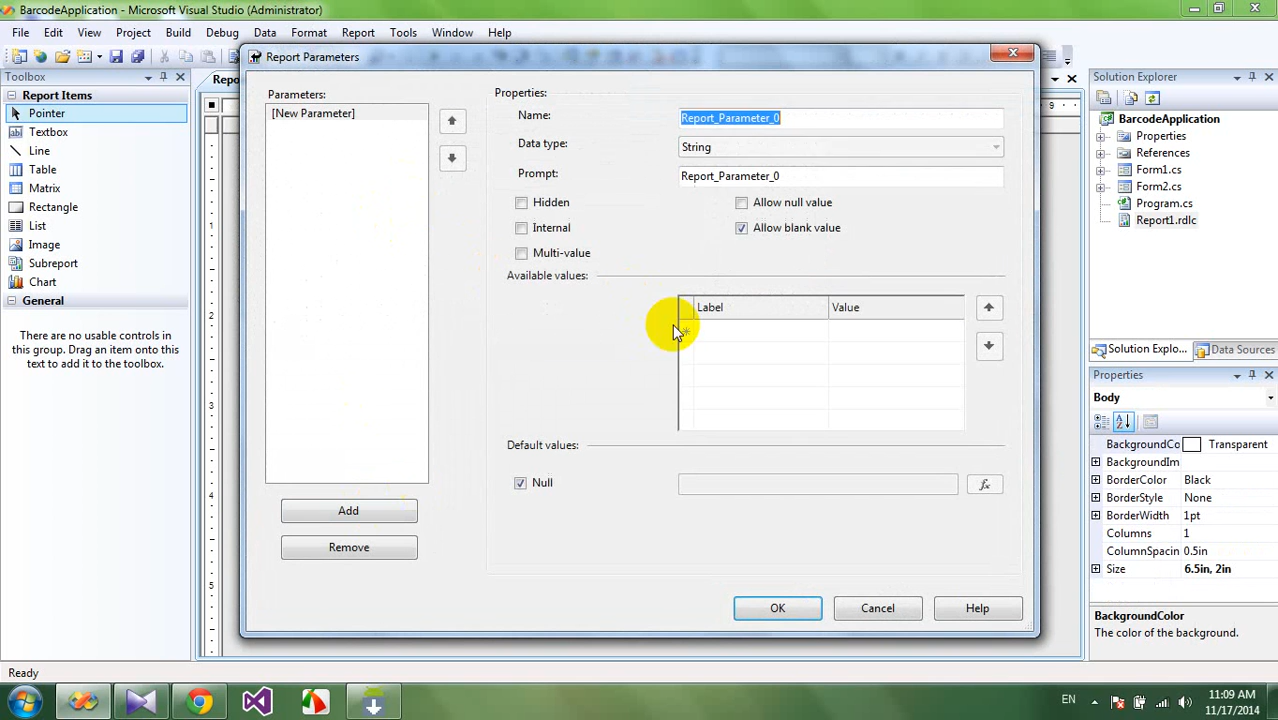 BarcodeApplication - Microsoft Visual Studio (Administrator)
File Edit View Project Build Debug Data Format Report Tools Window Help
Toolbox
Report Items
Pointer
Textbox
Line
Table
Matrix
Rectangle
List
Image
Subreport
Chart
General
There are no usable controls in
this group. Drag an item onto this
text to add it to the toolbox.
Repo
9
3
5
Report Parameters
Parameters:
[New Parameter]
Add
Remove
Properties:
Name: Report_Parameter_0
Data type: String
Prompt: Report_Parameter_0
Hidden Allow null value
Internal Allow blank value
Multi-value
Available values:
Label Value
Default values:
Null fx
OK Cancel Help
Solution Explorer
BarcodeApplication
Properties
References
Form1.cs
Form2.cs
Program.cs
Report1.rdlc
Solution Explo... Data Sources
Properties
Body
BackgroundCo Transparent
BackgroundIm
BorderColor Black
BorderStyle None
BorderWidth 1pt
Columns 1
ColumnSpacin 0.5in
Size 6.5in, 2in
BackgroundColor
The color of the background.
Ready
EN
11:09 AM
11/17/2014